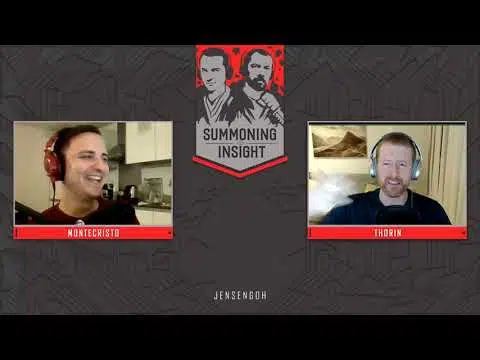 SUMMONING
INSIGHT
MONTECRISTO
THORIN
JENSENGOH